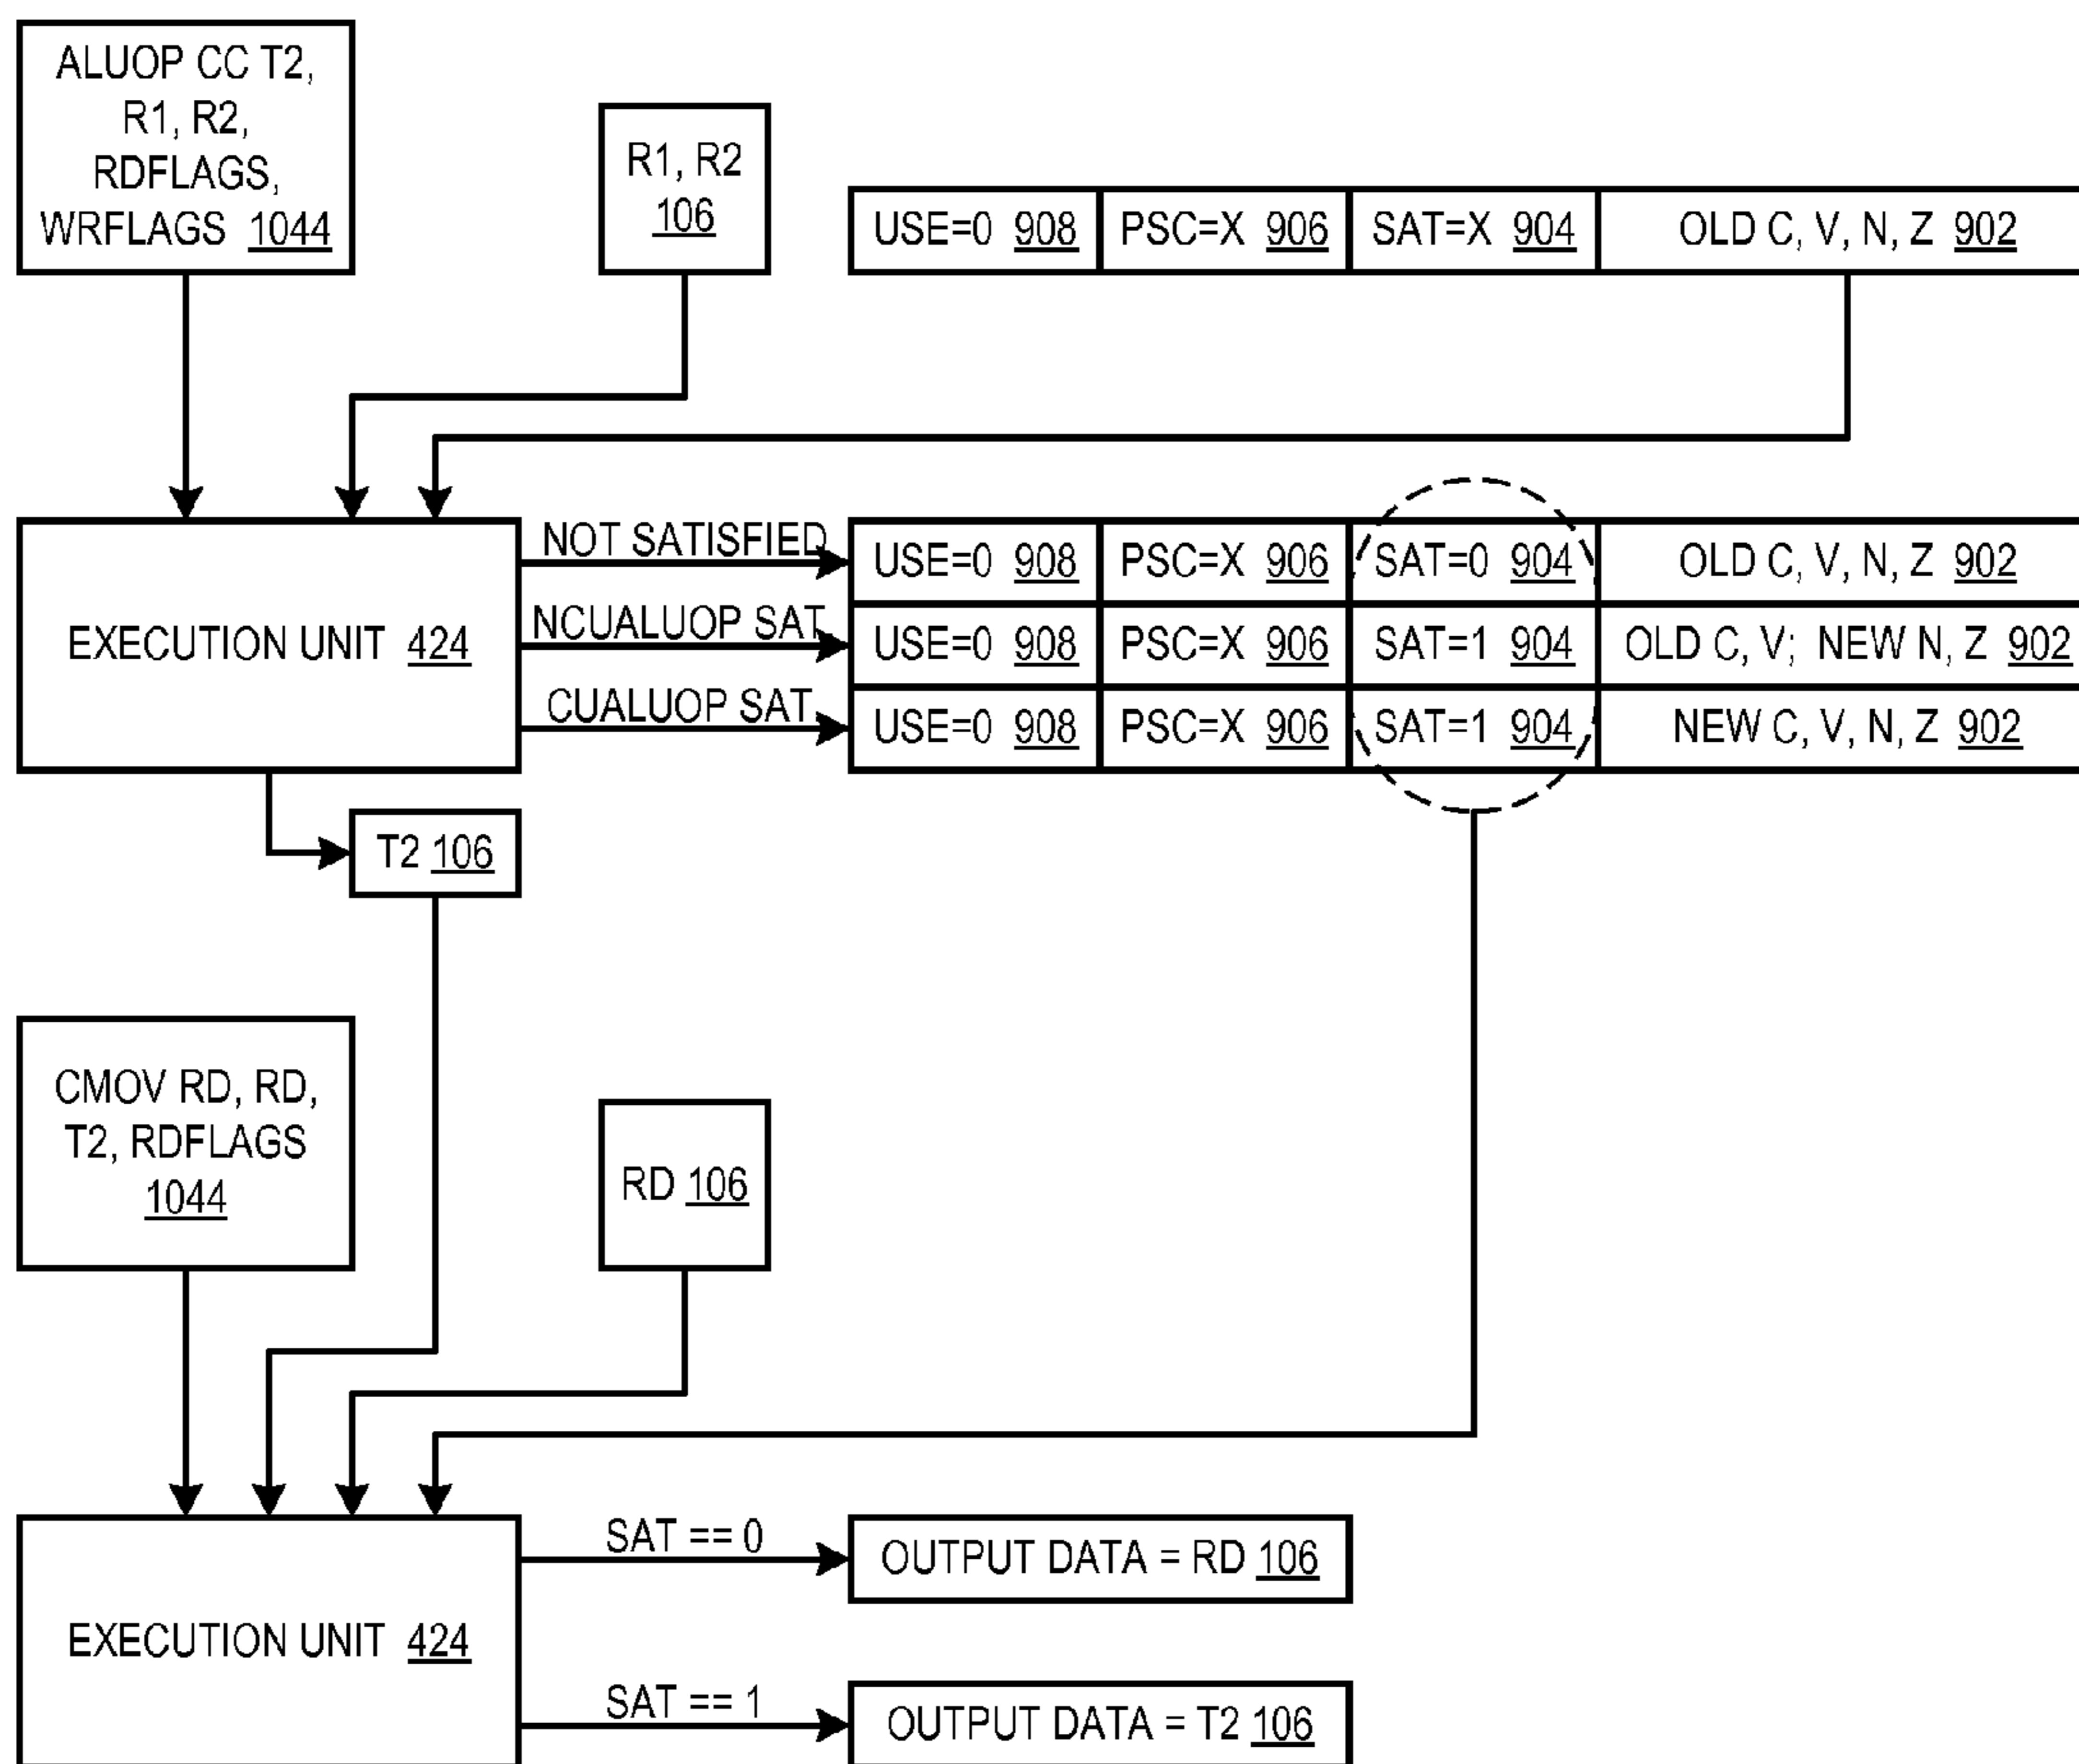 ALUOP CC T2,
R1, R2,
RDFLAGS,
WRFLAGS 1044
R1, R2
106
USE=0 908 PSC=X 906 SAT=X 904 OLD C, V, N, Z 902
EXECUTION UNIT 424
NOT SATISFIED
USE=0 908 PSC=X 906 SAT=0 904 OLD C, V, N, Z 902
NCUALUOP SAT
USE=0 908 PSC=X 906 SAT=1 904 OLD C, V; NEW N, Z 902
CUALUOP SAT
USE=0 908 PSC=X 906 SAT=1 904 NEW C, V, N, Z 902
T2 106
CMOV RD, RD,
T2, RDFLAGS
1044
RD 106
EXECUTION UNIT 424
SAT == 0
OUTPUT DATA = RD 106
SAT == 1
OUTPUT DATA = T2 106